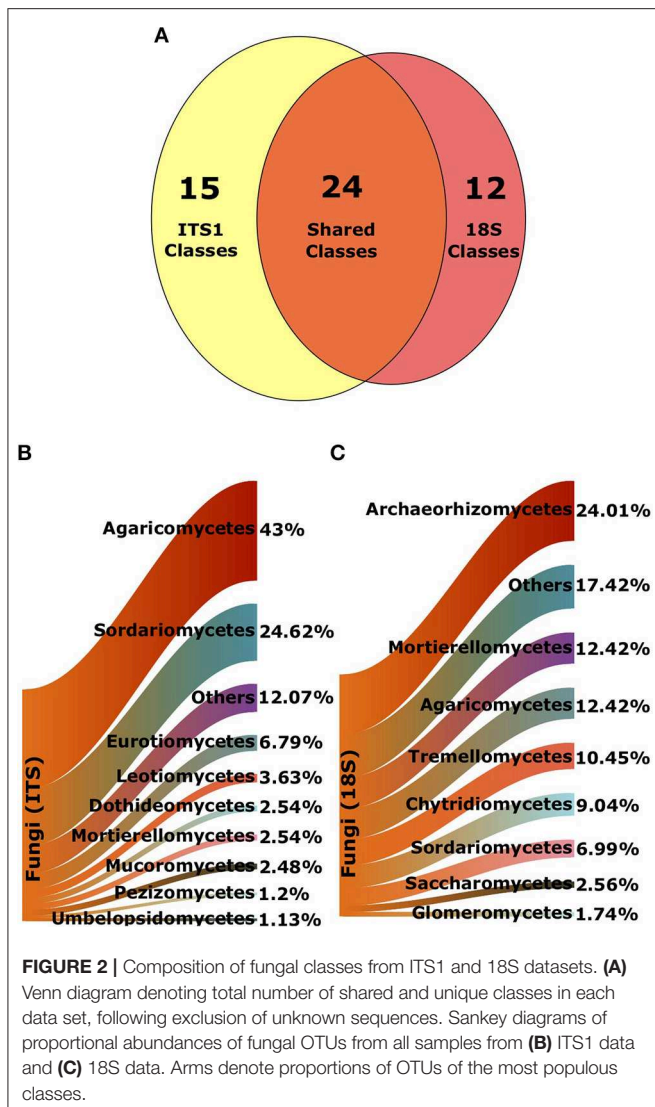 A
15
ITS1
Classes
24
Shared
Classes
12
18S
Classes
B
Fungi (ITS)
Agaricomycetes 43%
Sordariomycetes 24.62%
Others 12.07%
Eurotiomycetes 6.79%
Leotiomycetes 3.63%
Dothideomycetes 2.54%
Mortierellomycetes 2.54%
Mucoromycetes 2.48%
Pezizomycetes 1.2%
Umbelopsidomycetes 1.13%
C
Fungi (18S)
Archaeorhizomycetes 24.01%
Others 17.42%
Mortierellomycetes 12.42%
Agaricomycetes 12.42%
Tremellomycetes 10.45%
Chytridiomycetes 9.04%
Sordariomycetes 6.99%
Saccharomycetes 2.56%
Glomeromycetes 1.74%
FIGURE 2 | Composition of fungal classes from ITS1 and 18S datasets. (A)
Venn diagram denoting total number of shared and unique classes in each
data set, following exclusion of unknown sequences. Sankey diagrams of
proportional abundances of fungal OTUs from all samples from (B) ITS1 data
and (C) 18S data. Arms denote proportions of OTUs of the most populous
classes.